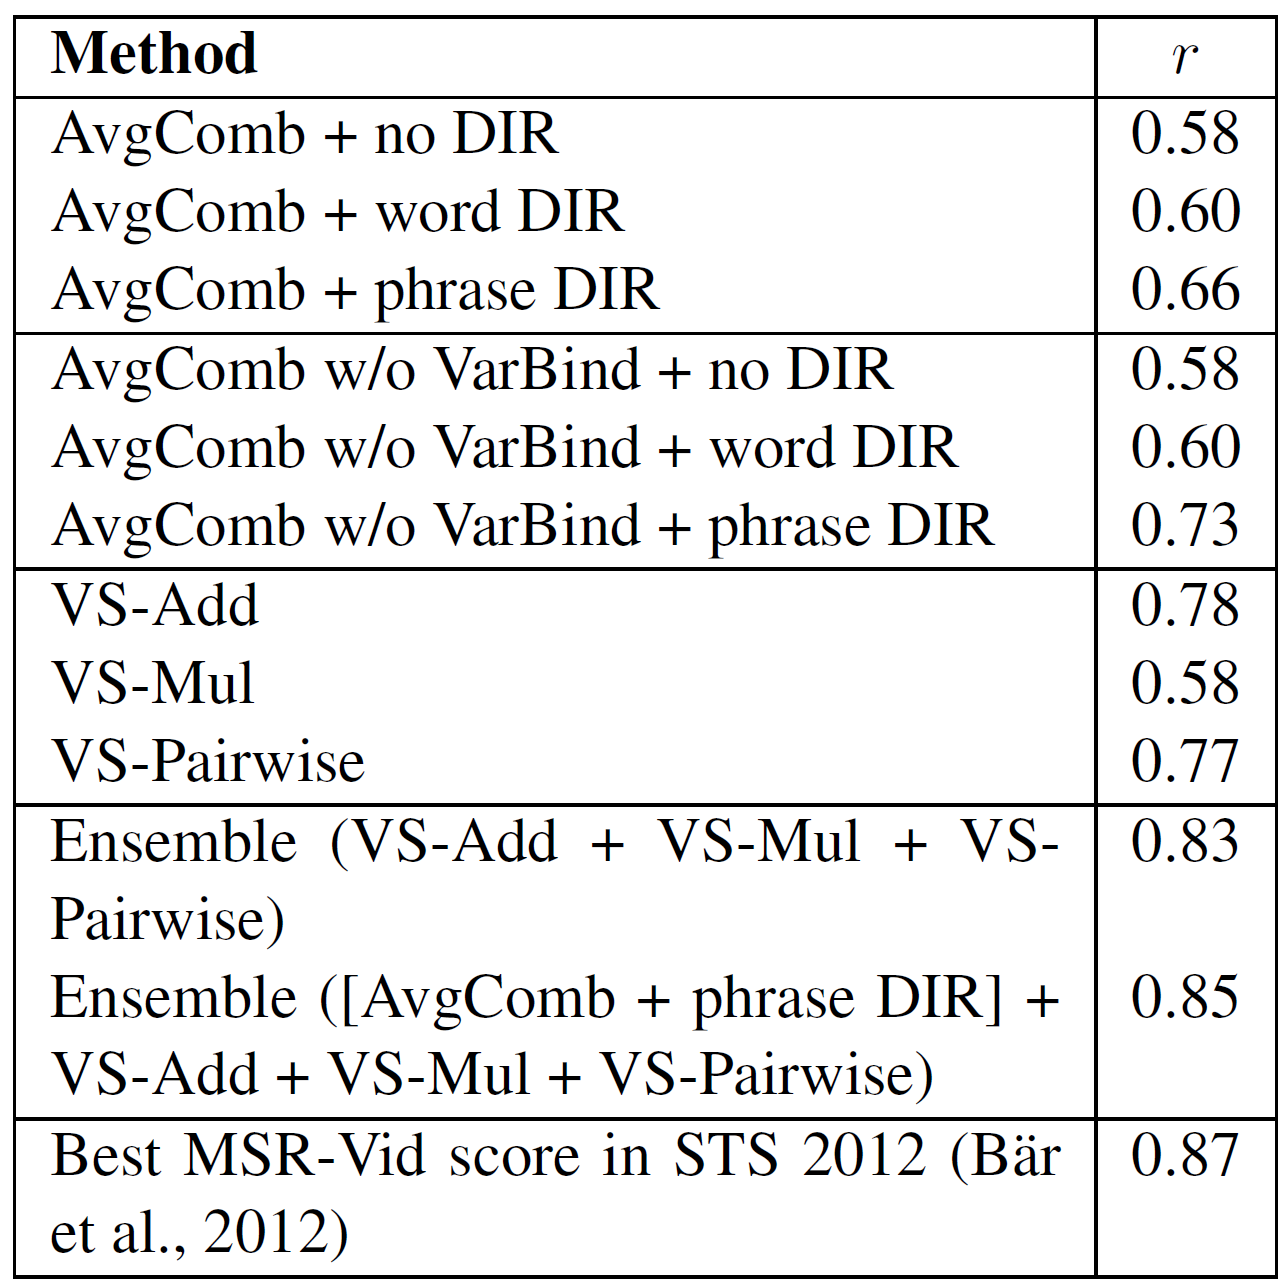 Method r
AvgComb + no DIR 0.58
AvgComb + word DIR 0.60
AvgComb + phrase DIR 0.66
AvgComb w/o VarBind + no DIR 0.58
AvgComb w/o VarBind + word DIR 0.60
AvgComb w/o VarBind + phrase DIR 0.73
VS-Add 0.78
VS-Mul 0.58
VS-Pairwise 0.77
Ensemble (VS-Add + VS-Mul + VS- 0.83
Pairwise)
Ensemble ([AvgComb + phrase DIR] + 0.85
VS-Add + VS-Mul + VS-Pairwise)
Best MSR-Vid score in STS 2012 (Bär 0.87
et al., 2012)